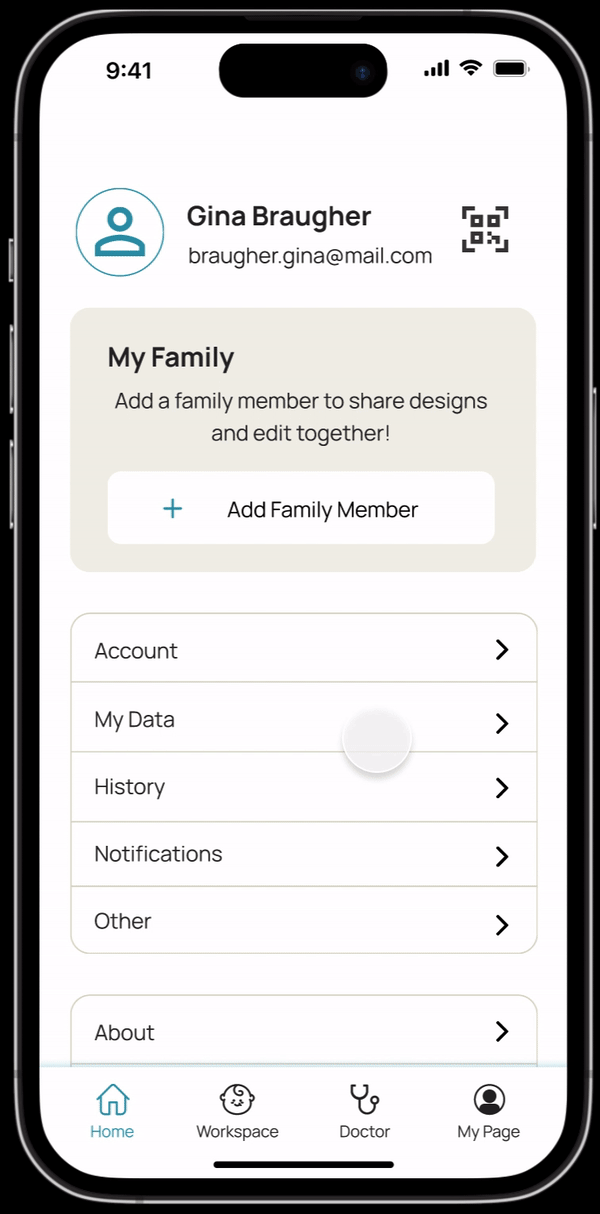 9:41
Gina Braugher
braugher.gina@mail.com
My Family
Add a family member to share designs
and edit together!
+ Add Family Member
Account
My Data
History
Notifications
Other
About
Home
Workspace
Doctor
My Page